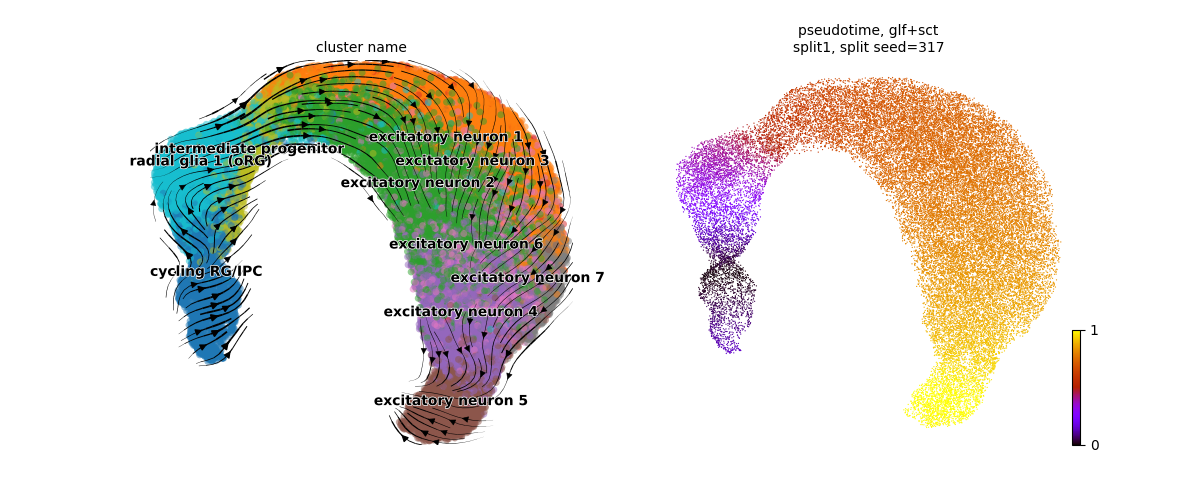 cluster name
excitatory neuron 1
intermediate progenitor
radial glia 1 (oRG)
excitatory neuron 3
excitatory neuron 2
excitatory neuron 6
cycling RG/IPC
excitatory neuron 7
excitatory neuron 4
excitatory neuron 5
pseudotime, glf+sct
split1, split seed=317
1
0